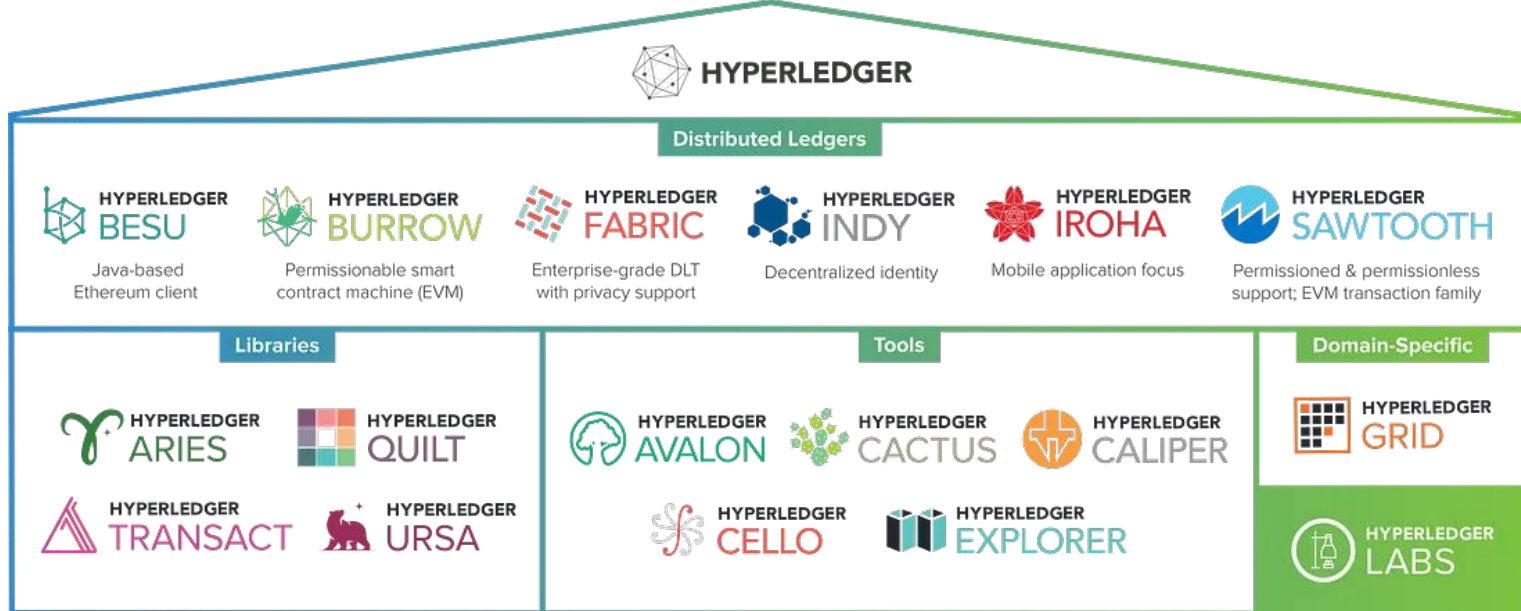 HYPERLEDGER
Distributed Ledgers
HYPERLEDGER
BESU
Java-based
Ethereum client
HYPERLEDGER
BURROW
Permissionable smart
contract machine (EVM)
HYPERLEDGER
FABRIC
Enterprise-grade DLT
with privacy support
HYPERLEDGER
INDY
Decentralized identity
HYPERLEDGER
IROHA
Mobile application focus
HYPERLEDGER
SAWTOOTH
Permissioned & permissionless
support; EVM transaction family
Libraries
HYPERLEDGER
ARIES
HYPERLEDGER
QUILT
HYPERLEDGER
TRANSACT
HYPERLEDGER
URSA
Tools
HYPERLEDGER
AVALON
HYPERLEDGER
CACTUS
HYPERLEDGER
CALIPER
HYPERLEDGER
CELLO
HYPERLEDGER
EXPLORER
Domain-Specific
HYPERLEDGER
GRID
HYPERLEDGER
LABS